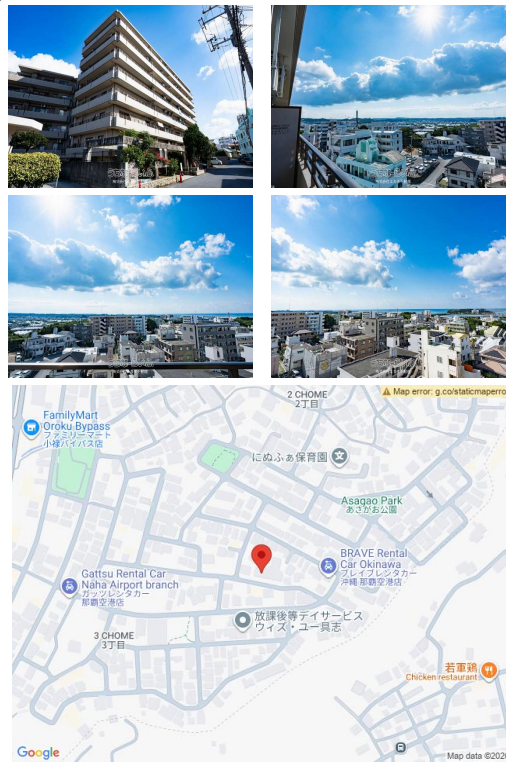 Map error: g.co/staticmaperro
2 CHOME
2丁目
FamilyMart
Oroku Bypass
ファミリーマート
小禄バイパス店
にぬふぁ保育園
Asagao Park
あさがお公園
BRAVE Rental
Car Okinawa
ブレイブレンタカー
沖縄 那覇空港店
Gattsu Rental Car
Naha Airport branch
ガッツレンタカー
那覇空港店
放課後等デイサービス
ウィズ・ユー具志
3 CHOME
3丁目
若軍鶏
Chicken restaurant
Google
Map data ©2026